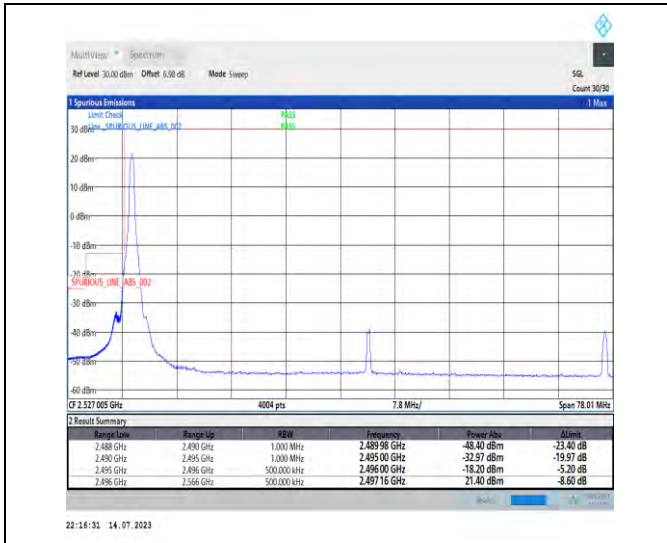 MultiView Spectrum
Ref Level 30.00 dBm Offset 6.98 dB Mode Sweep SGL
Count 30/30
1 Spurious Emissions 1 Max
Limit Check PASS
Line _SPURIOUS_LINE_ABS_002 PASS
30 dBm
20 dBm
10 dBm
0 dBm
-10 dBm
-20 dBm
_SPURIOUS_LINE_ABS_002
-30 dBm
-40 dBm
-50 dBm
-60 dBm
CF 2.527 005 GHz 4004 pts 7.8 MHz/ Span 78.01 MHz
2 Result Summary
Range Low Range Up RBW Frequency Power Abs ΔLimit
2.488 GHz 2.490 GHz 1.000 MHz 2.489 98 GHz -48.40 dBm -23.40 dB
2.490 GHz 2.495 GHz 1.000 MHz 2.495 00 GHz -32.97 dBm -19.97 dB
2.495 GHz 2.496 GHz 500.000 kHz 2.496 00 GHz -18.20 dBm -5.20 dB
2.496 GHz 2.566 GHz 500.000 kHz 2.497 16 GHz 21.40 dBm -8.60 dB
22:16:31 14.07.2023